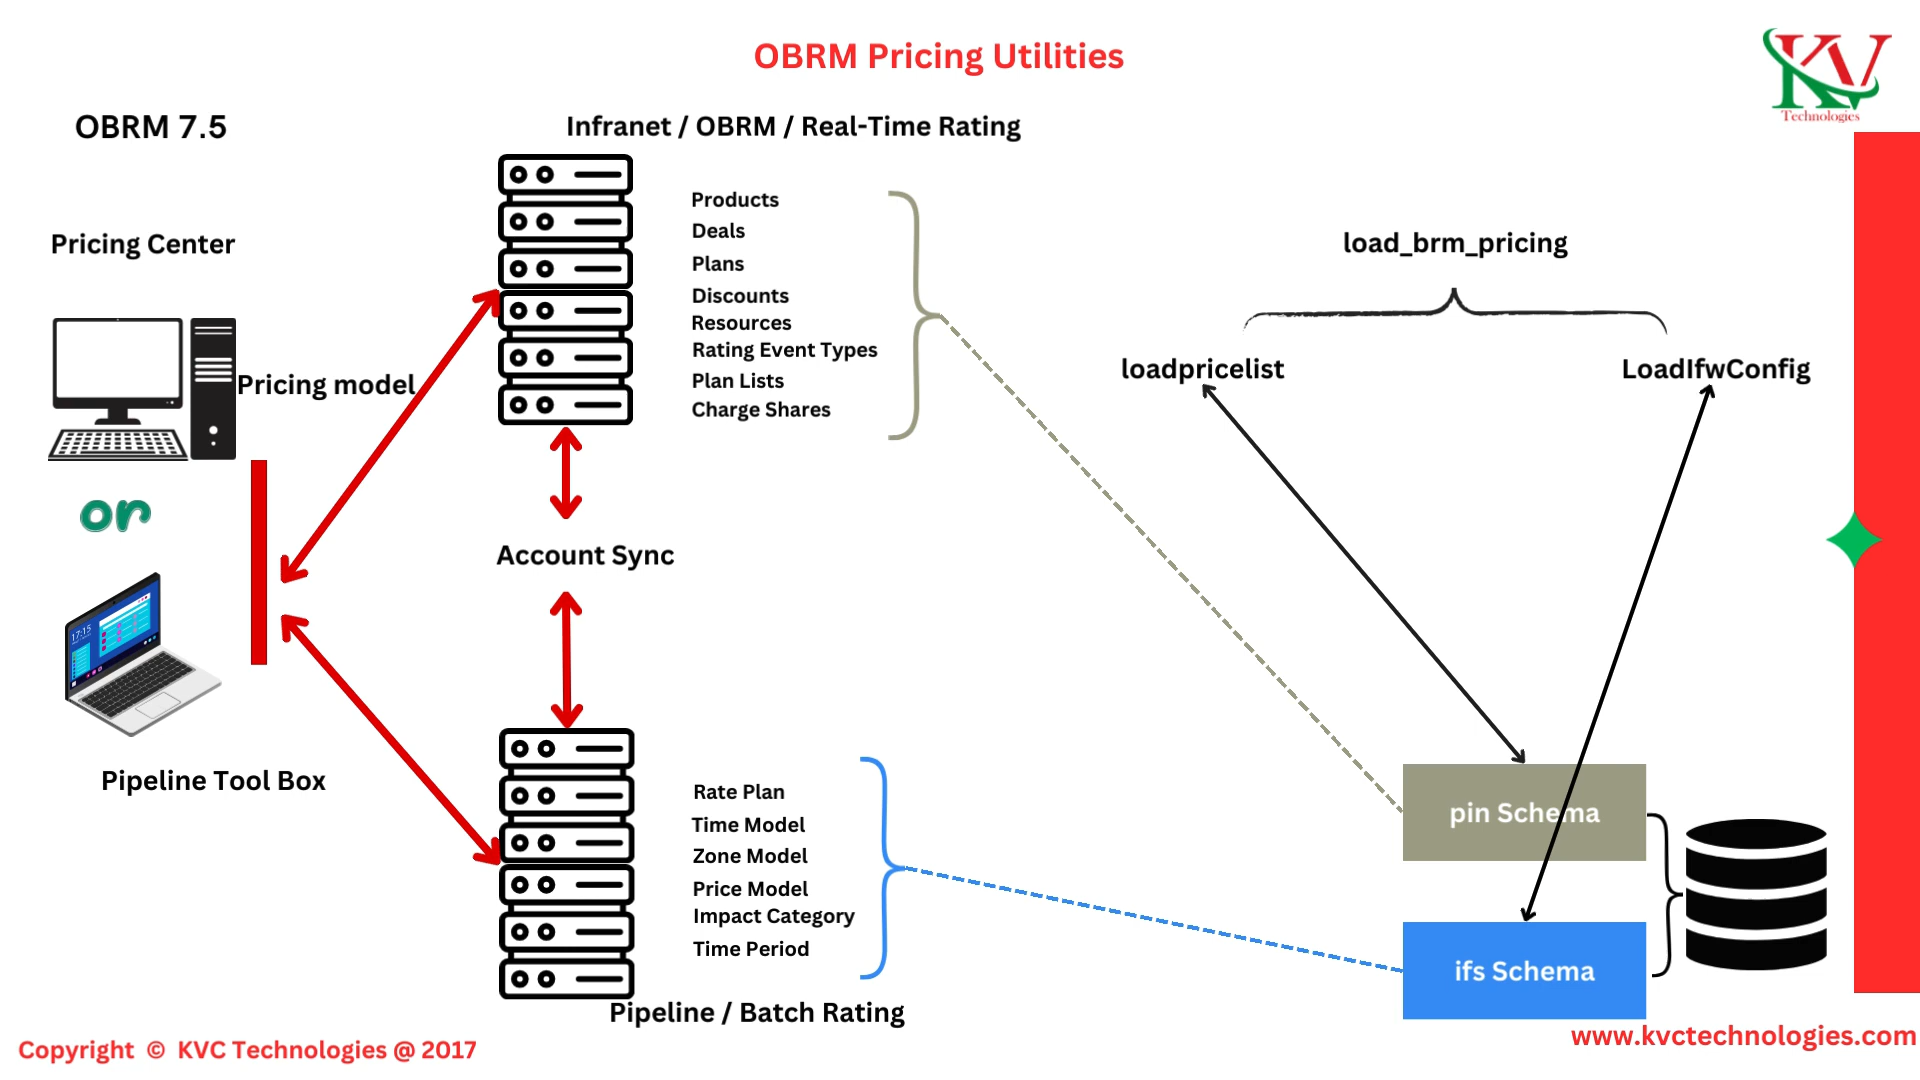 OBRM Pricing Utilities
KV
Technologies
OBRM 7.5
Infranet / OBRM / Real-Time Rating
Pricing Center
Pricing model
or
17:15
Pipeline Tool Box
Products
Deals
Plans
Discounts
Resources
Rating Event Types
Plan Lists
Charge Shares
Account Sync
Rate Plan
Time Model
Zone Model
Price Model
Impact Category
Time Period
Pipeline / Batch Rating
load_brm_pricing
loadpricelist
LoadIfwConfig
pin Schema
ifs Schema
Copyright © KVC Technologies @ 2017
www.kvctechnologies.com